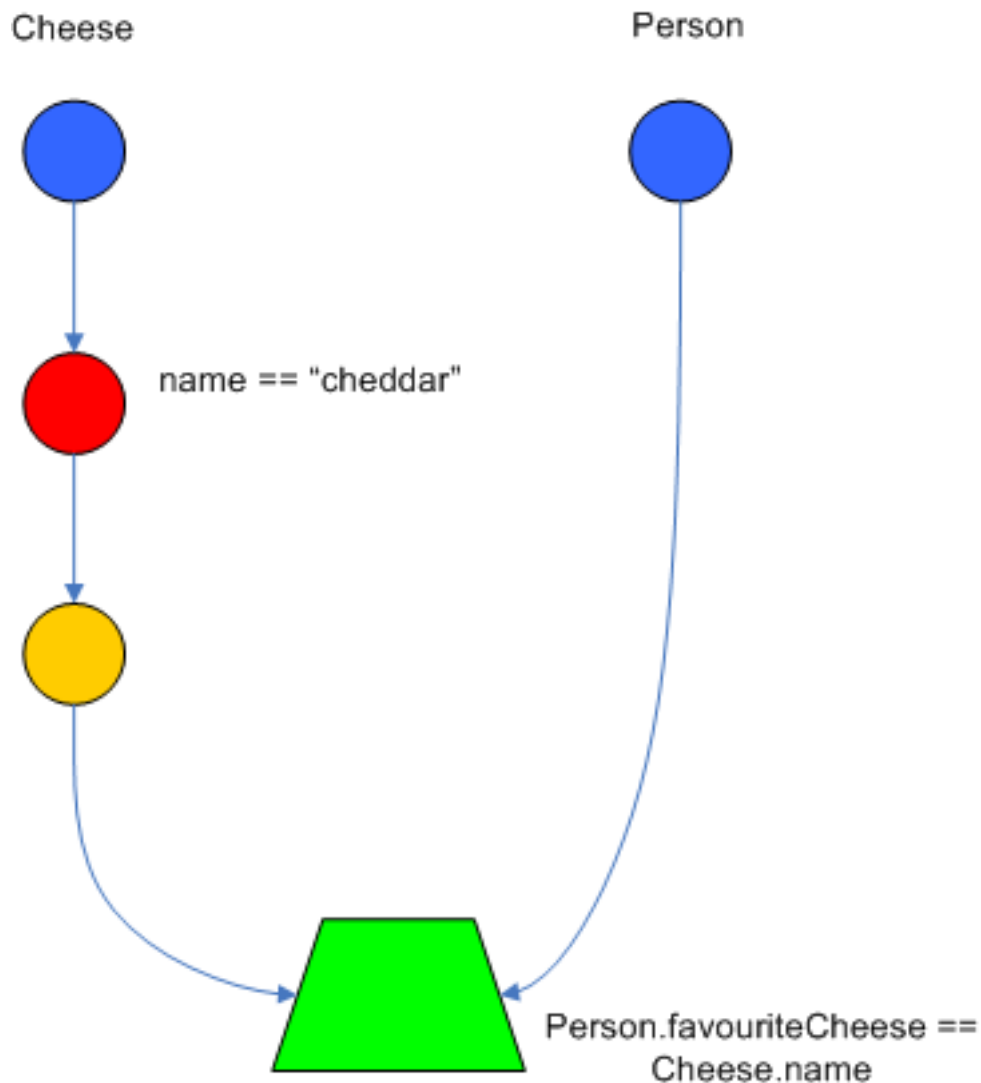 Cheese
Person
name == “cheddar”
Person.favouriteCheese ==
Cheese.name